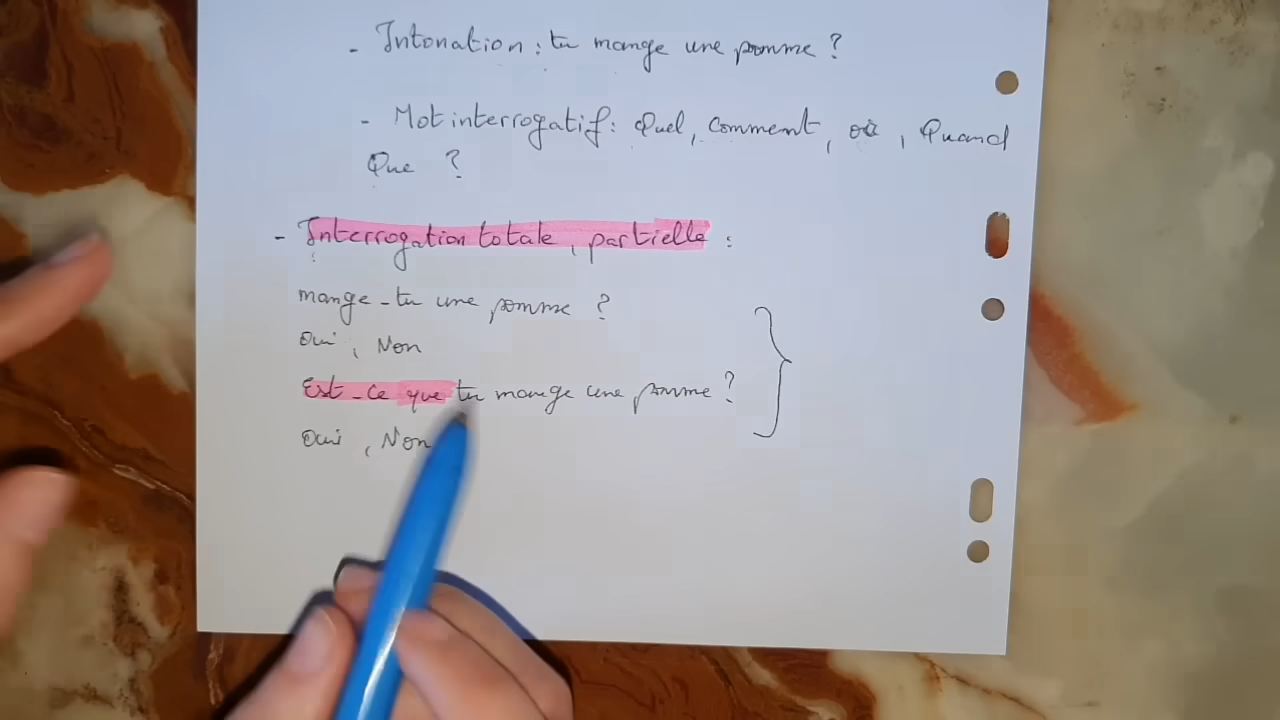 - Intonation : tu mange une pomme ?
- Mot interrogatif : Quel, comment, où, Quand
Que ?
- Interrogation totale, partielle :
mange-tu une pomme ?
Oui, Non
Est-ce que tu mange une pomme ?
Oui, Non